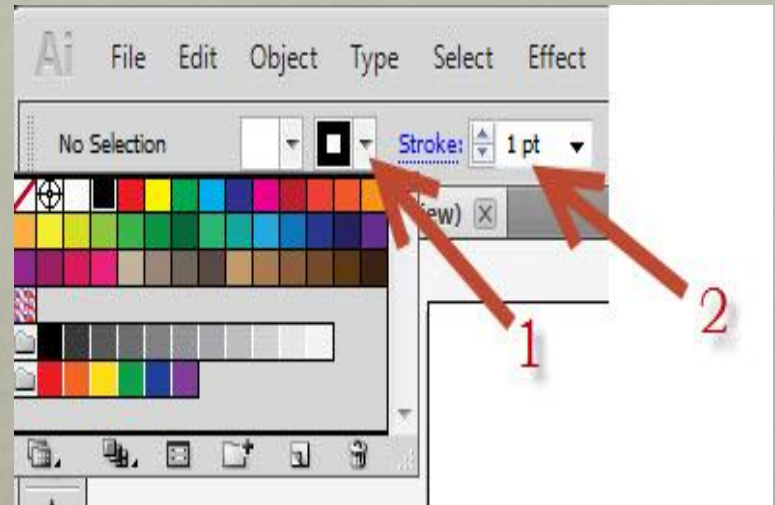 Ai File Edit Object Type Select Effect
No Selection Stroke: 1 pt
iew)
1
2